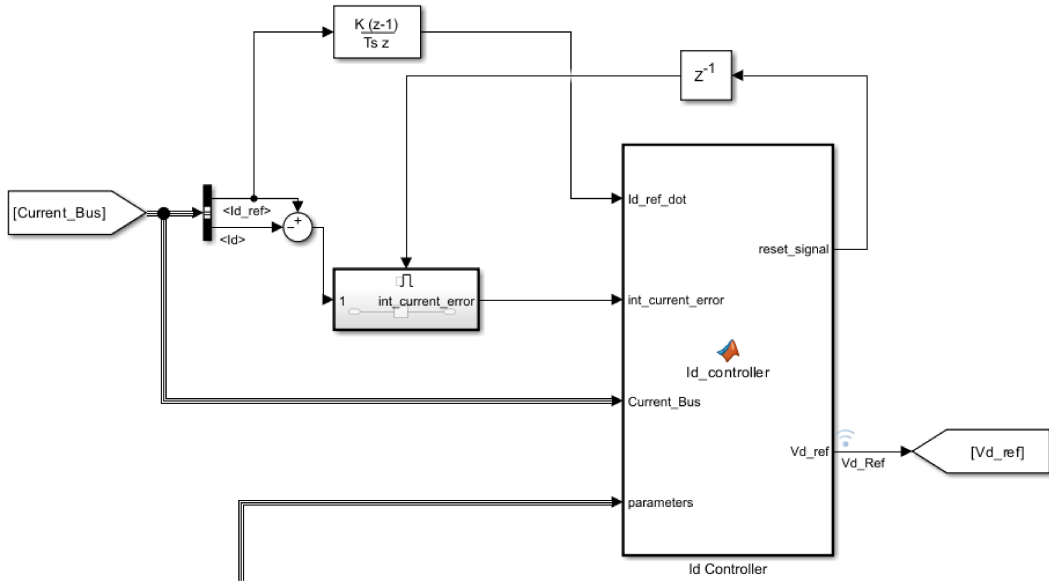 K (z-1)
Ts z
Z-1
[Current_Bus]
<Id_ref>
<Id>
+
−
1
int_current_error
Id_ref_dot
reset_signal
int_current_error
Id_controller
Current_Bus
Vd_ref
Vd_Ref
[Vd_ref]
parameters
Id Controller